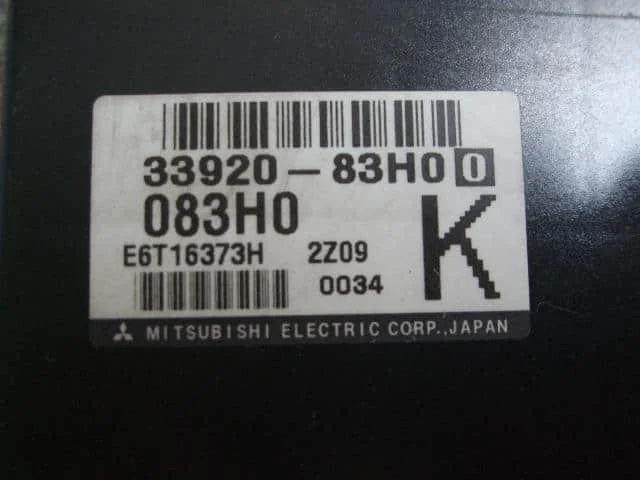 33920-83H0 0
083H0
K
E6T16373H 2Z09
0034
MITSUBISHI ELECTRIC CORP.,JAPAN